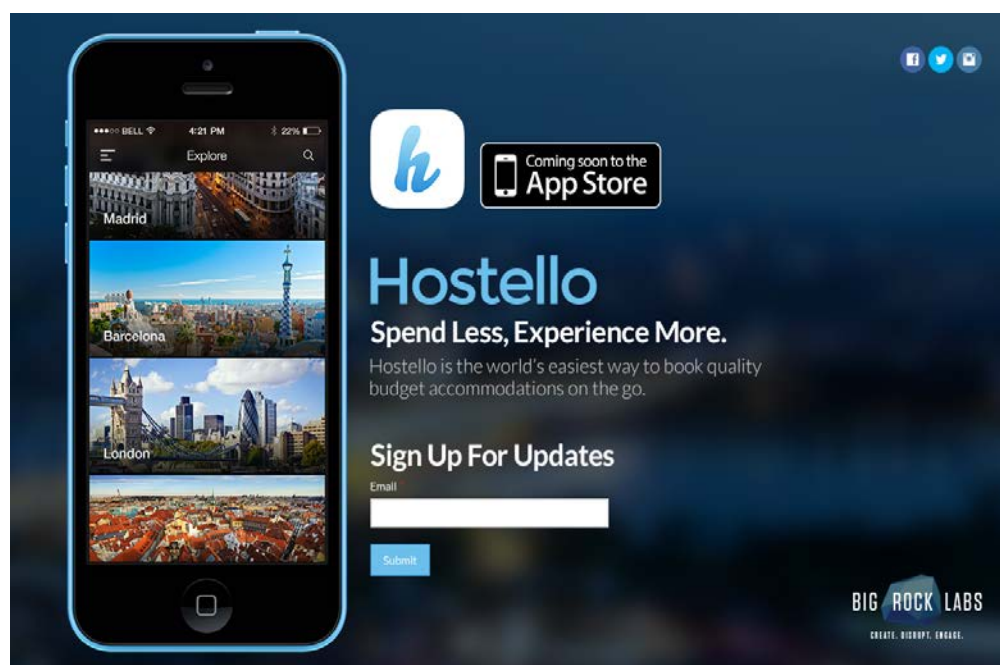 BELL
4:21 PM
22%
Explore
Madrid
Barcelona
London
h
Coming soon to the
App Store
Hostello
Spend Less, Experience More.
Hostello is the world's easiest way to book quality
budget accommodations on the go.
Sign Up For Updates
Email
Submit
BIG ROCK LABS
CREATE. DISRUPT. ENGAGE.